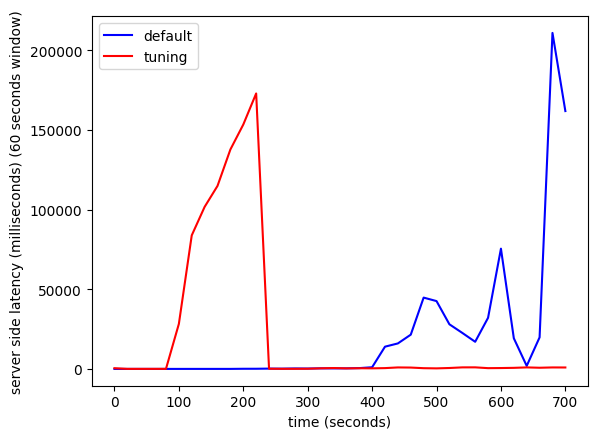 default
tuning
server side latency (milliseconds) (60 seconds window)
200000
150000
100000
50000
0
0 100 200 300 400 500 600 700
time (seconds)